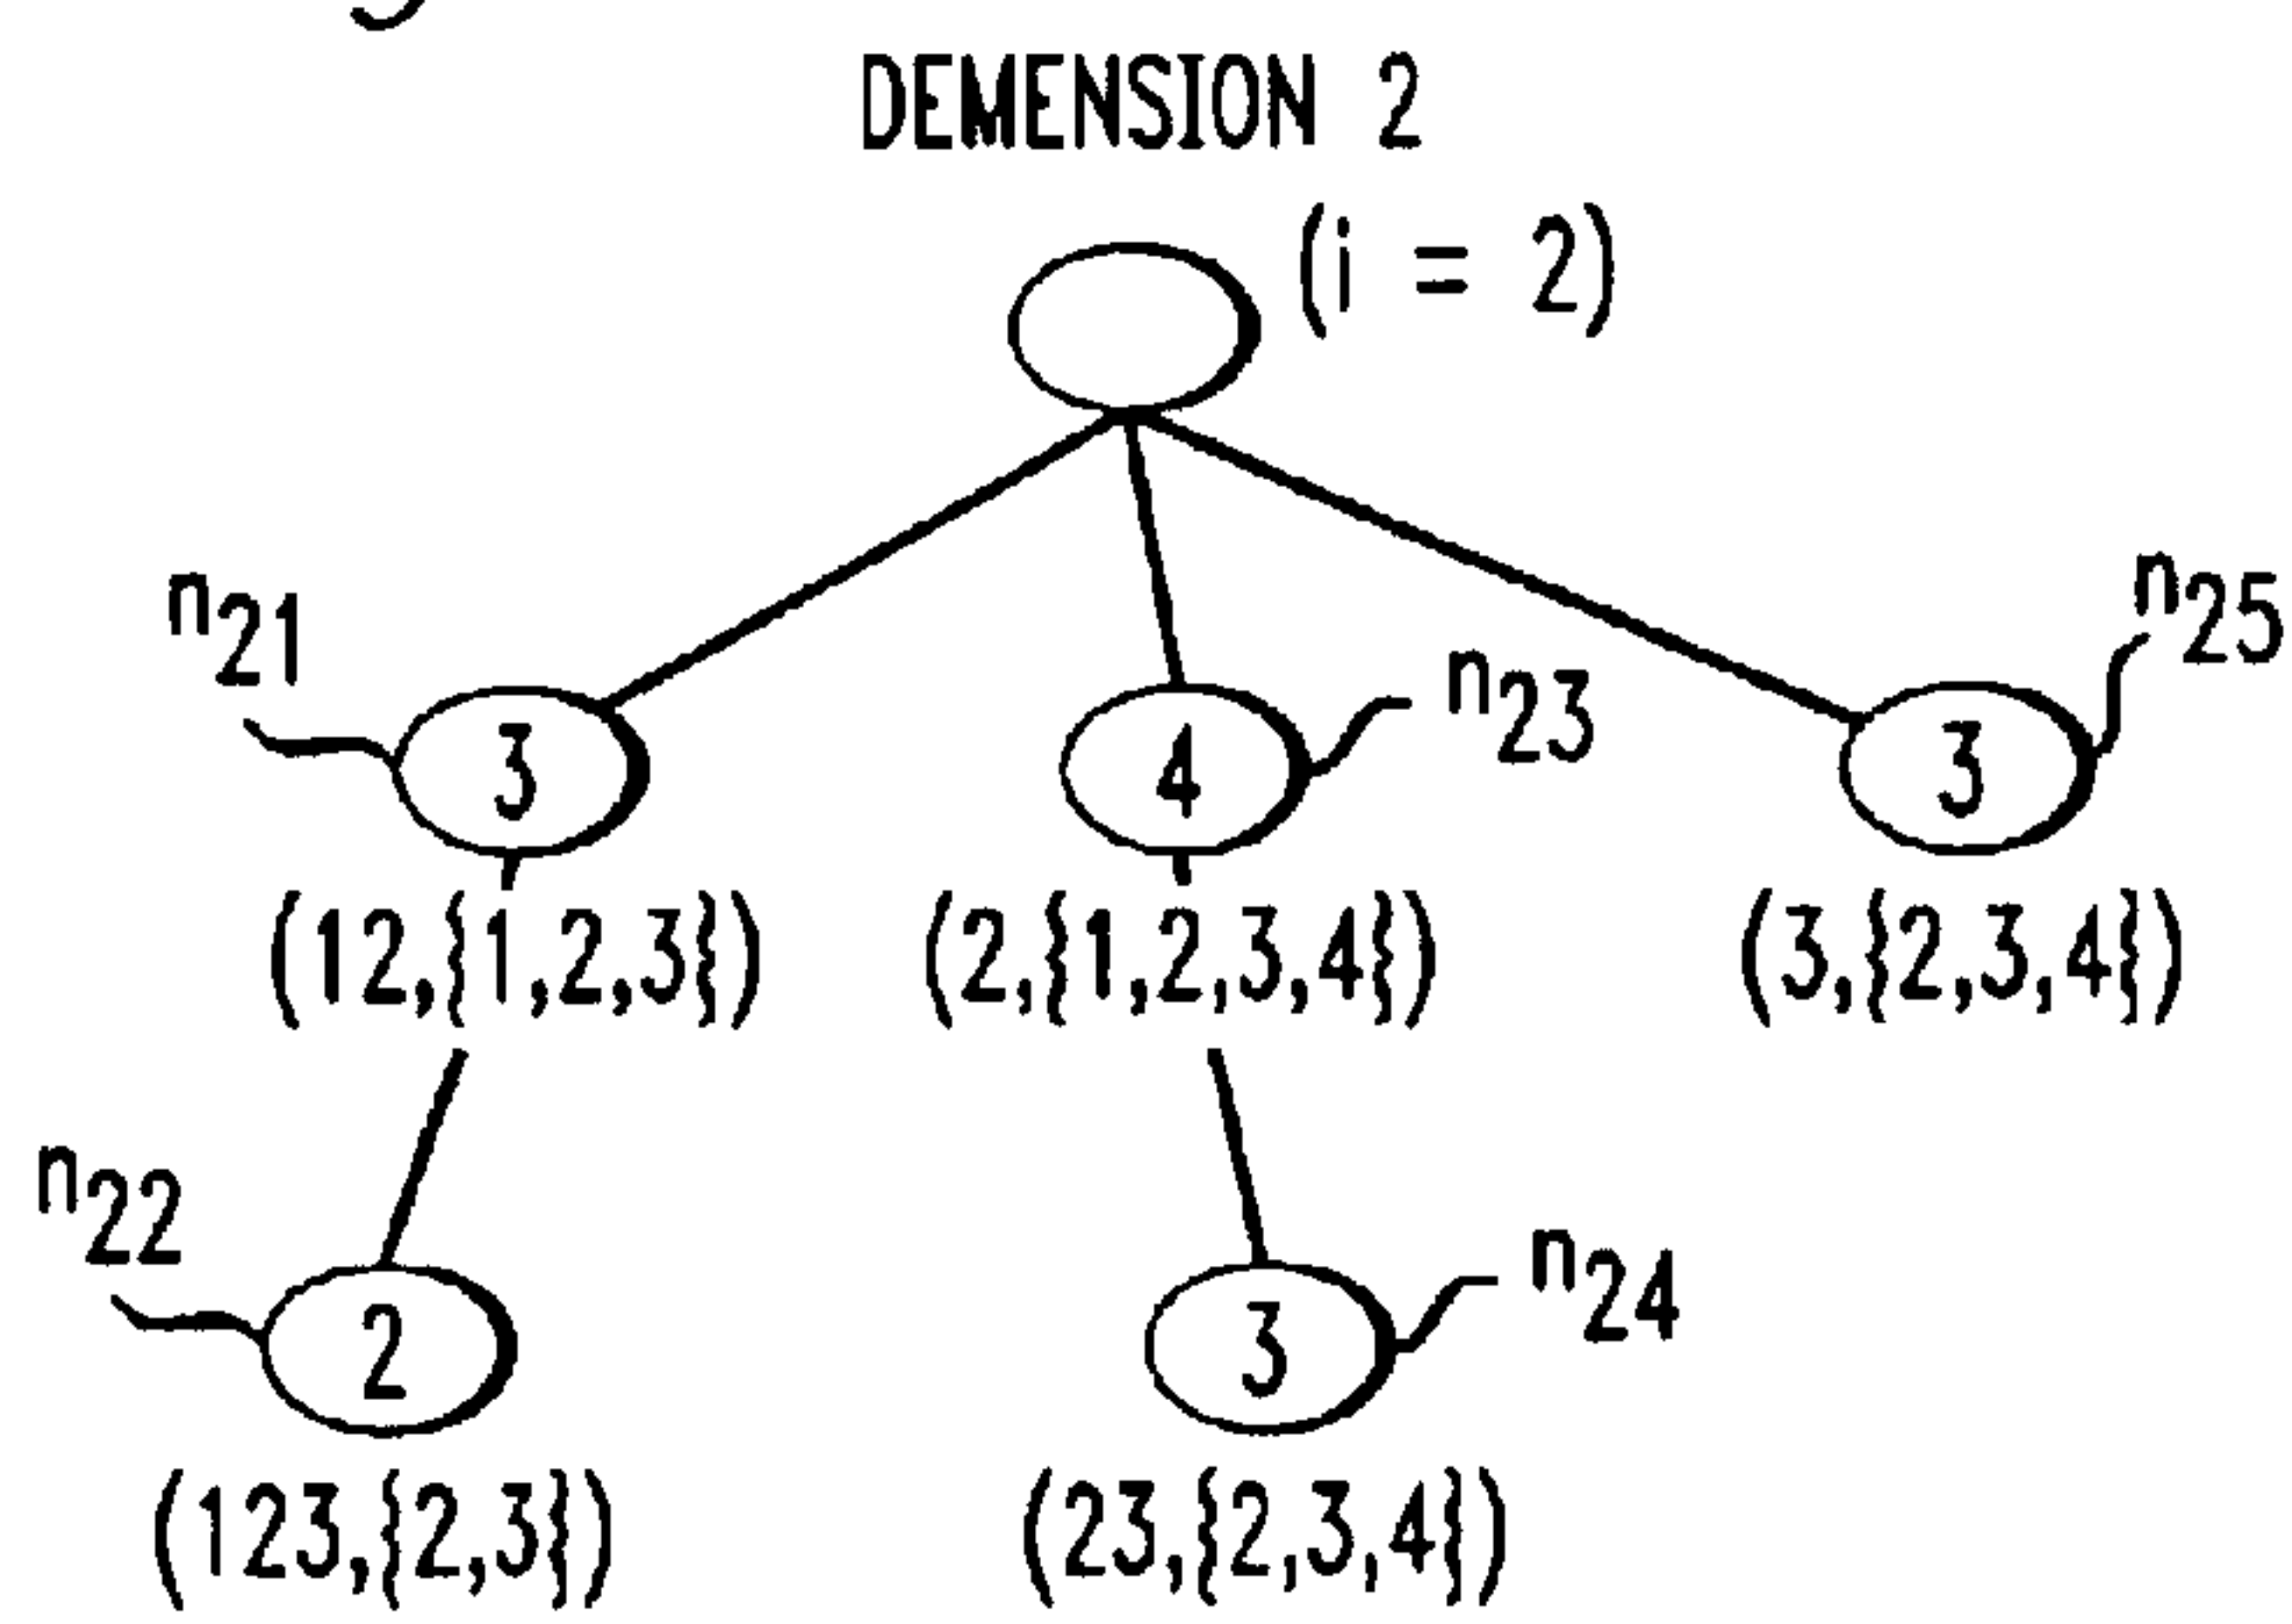 DEMENSION 2
(i = 2)
n21
n23
n25
3
4
3
(12,{1,2,3})
(2,{1,2,3,4})
(3,{2,3,4})
n22
n24
2
3
(123,{2,3})
(23,{2,3,4})